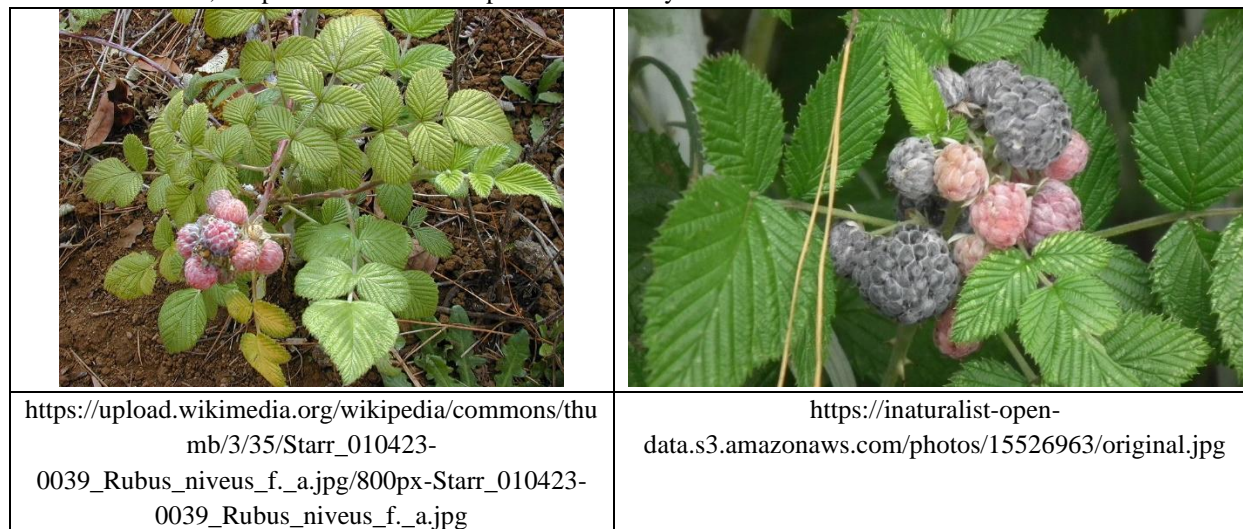 https://upload.wikimedia.org/wikipedia/commons/thu
mb/3/35/Starr_010423-
0039_Rubus_niveus_f._a.jpg/800px-Starr_010423-
0039_Rubus_niveus_f._a.jpg
https://inaturalist-open-
data.s3.amazonaws.com/photos/15526963/original.jpg